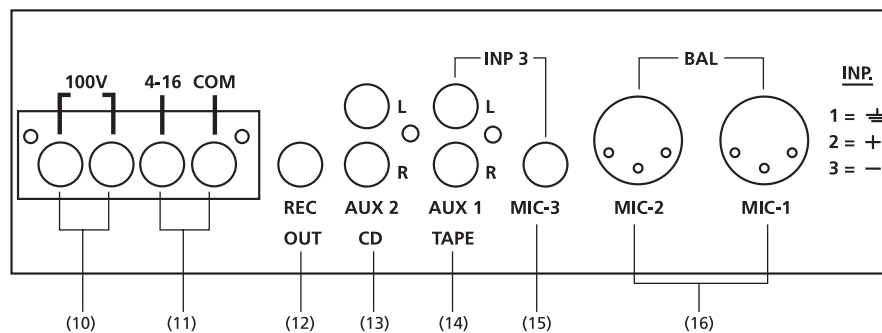 INP 3
BAL
INP.
100V 4-16 COM
L L
1 = ⏚
2 = +
3 = −
R R
REC AUX 2 AUX 1 MIC-3 MIC-2 MIC-1
OUT CD TAPE
(10) (11) (12) (13) (14) (15) (16)